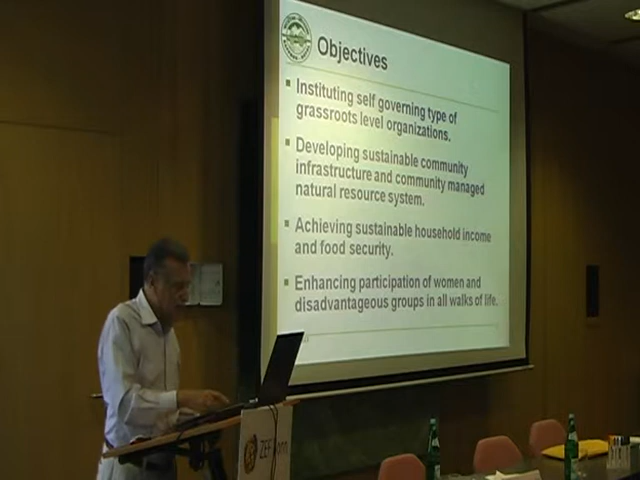 Objectives
Instituting self governing type of
grassroots level organizations.
Developing sustainable community
infrastructure and community managed
natural resource system.
Achieving sustainable household income
and food security.
Enhancing participation of women and
disadvantageous groups in all walks of life.
ZEF